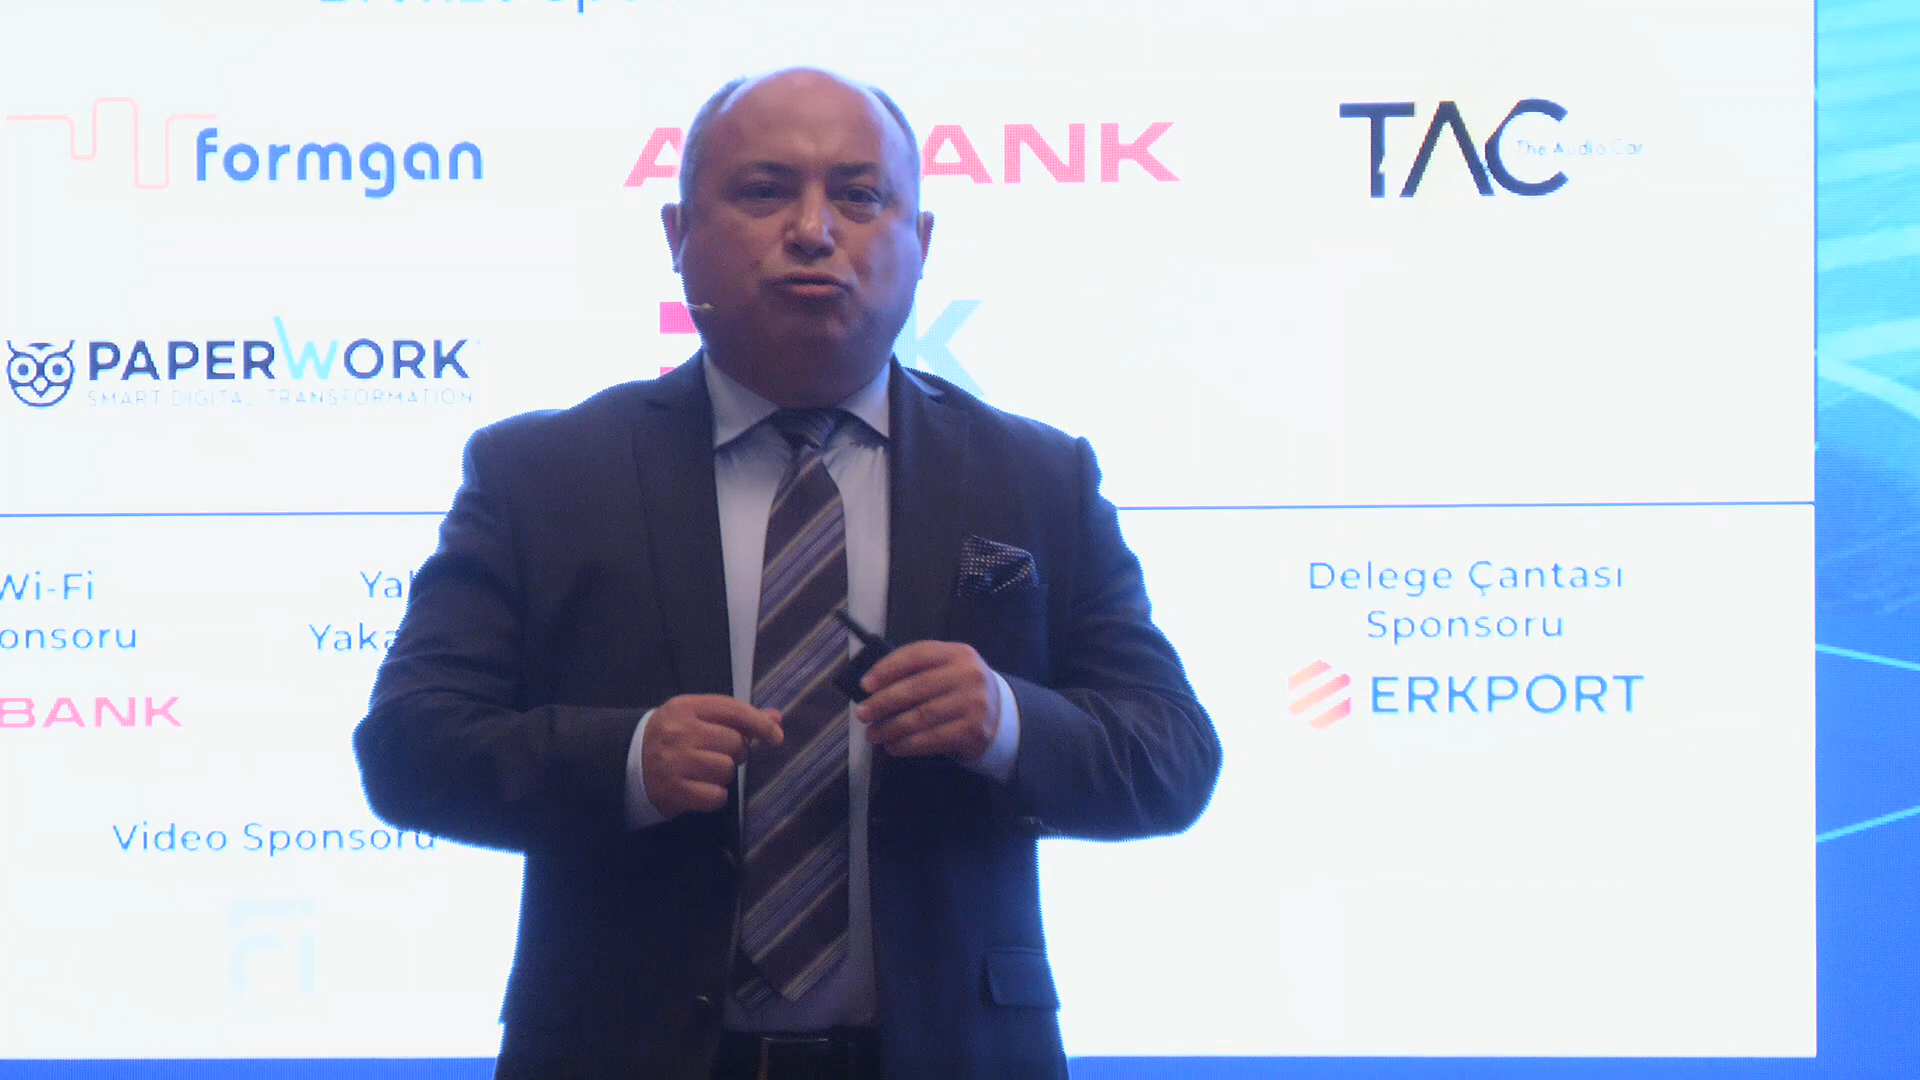 formgan
ANK
TAC
The Audio Car
PAPERWORK
SMART DIGITAL TRANSFORMATION
K
Wi-Fi
onsoru
Yaka
Delege Çantası
Sponsoru
BANK
ERKPORT
Video Sponsoru